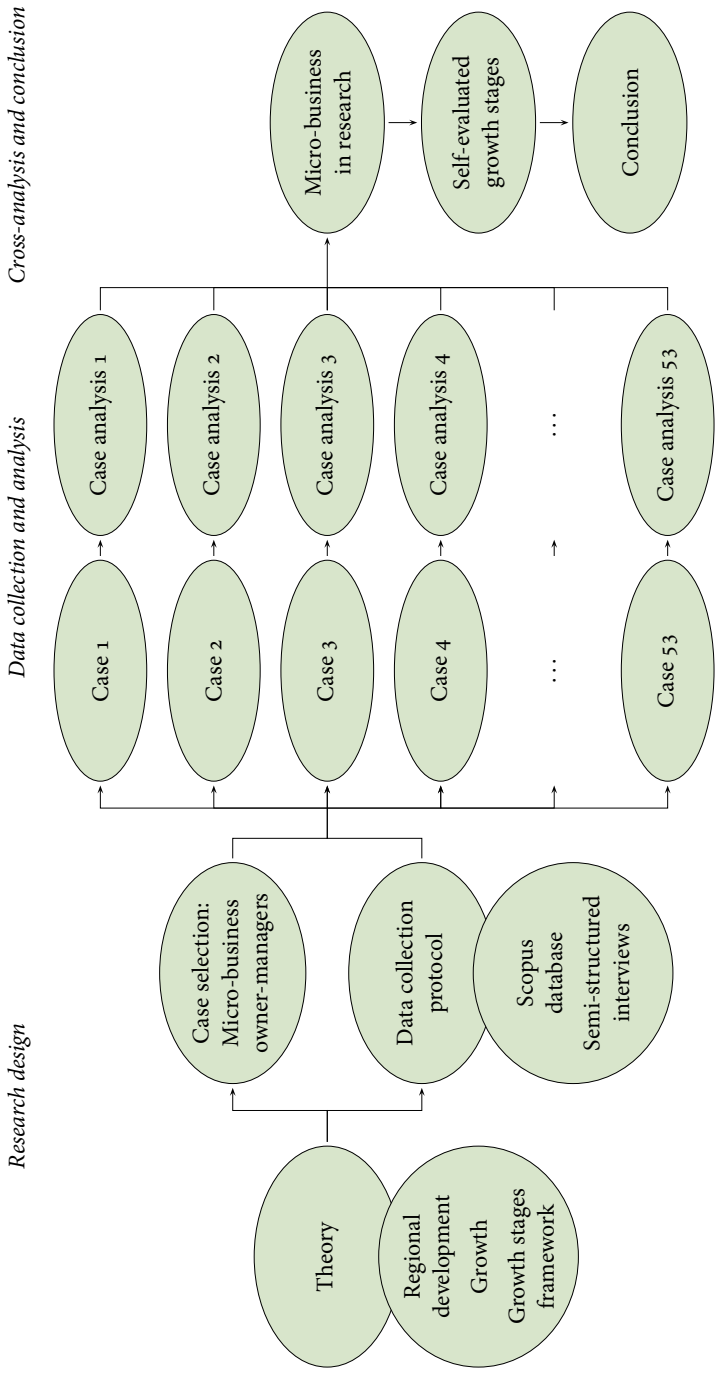 Research design
Data collection and analysis
Cross-analysis and conclusion
Theory
Regional
development
Growth
Growth stages
framework
Case selection:
Micro-business
owner-managers
Data collection
protocol
Scopus
database
Semi-structured
interviews
Case 1
Case 2
Case 3
Case 4
...
Case 53
Case analysis 1
Case analysis 2
Case analysis 3
Case analysis 4
...
Case analysis 53
Micro-business
in research
Self-evaluated
growth stages
Conclusion